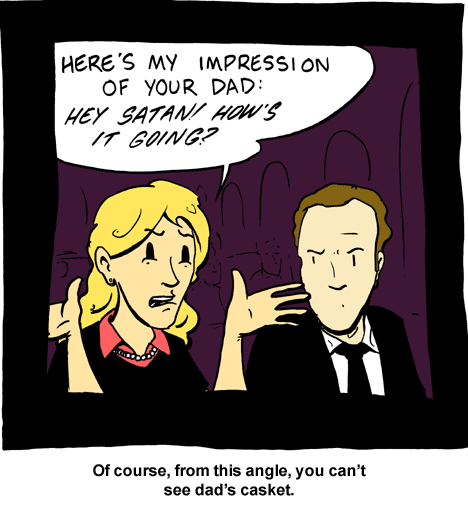 HERE'S MY IMPRESSION
OF YOUR DAD:
HEY SATAN! HOW'S
IT GOING?
Of course, from this angle, you can't
see dad's casket.